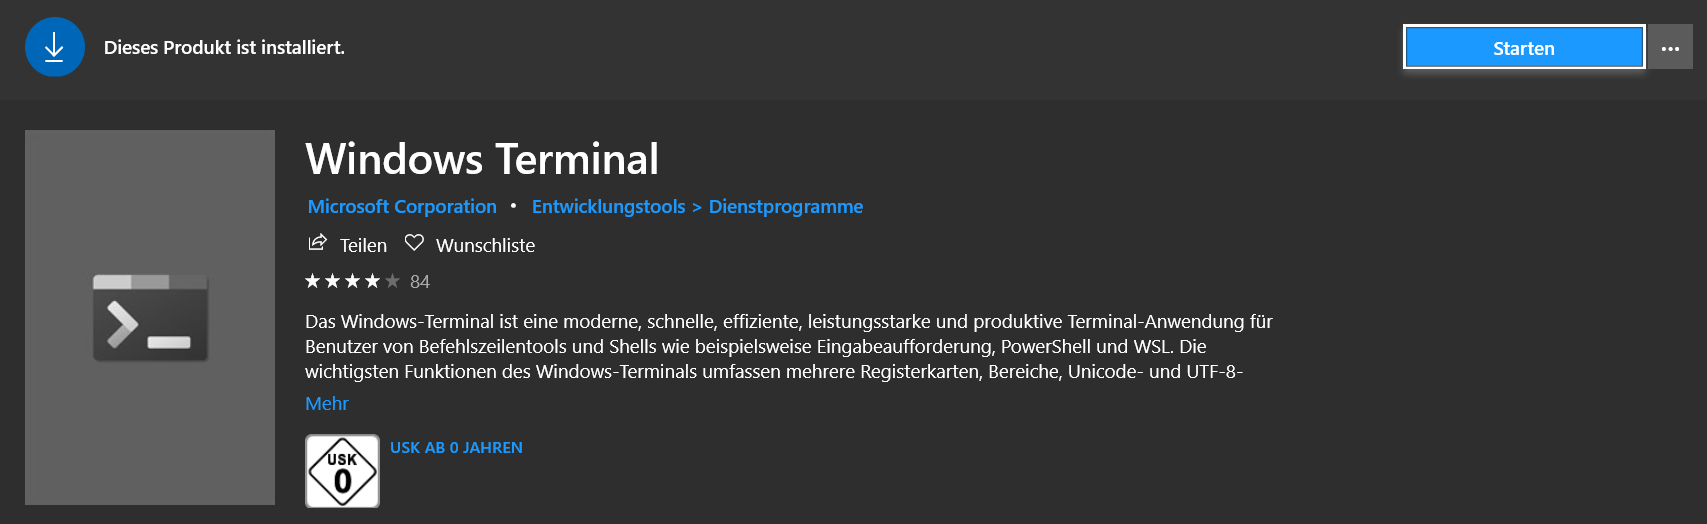 Dieses Produkt ist installiert.
Starten
Windows Terminal
Microsoft Corporation • Entwicklungstools > Dienstprogramme
Teilen Wunschliste
84
Das Windows-Terminal ist eine moderne, schnelle, effiziente, leistungsstarke und produktive Terminal-Anwendung für
Benutzer von Befehlszeilentools und Shells wie beispielsweise Eingabeaufforderung, PowerShell und WSL. Die
wichtigsten Funktionen des Windows-Terminals umfassen mehrere Registerkarten, Bereiche, Unicode- und UTF-8-
Mehr
USK AB 0 JAHREN
USK
0